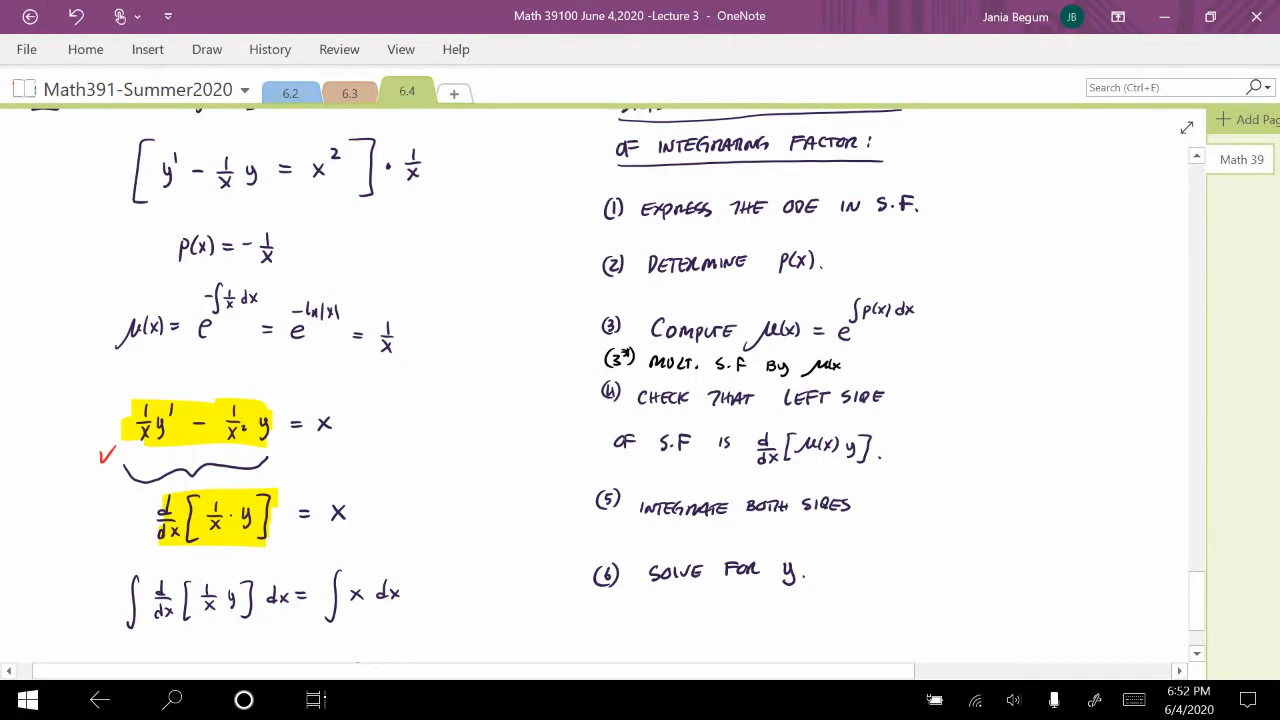 Math 39100 June 4,2020 -Lecture 3 - OneNote
Jania Begum JB
File Home Insert Draw History Review View Help
Math391-Summer2020 6.2 6.3 6.4
Search (Ctrl+E)
Add Pag
Math 39
[y' - 1/x y = x^2] · 1/x
p(x) = - 1/x
μ(x) = e^(-∫ 1/x dx) = e^(-ln|x|) = 1/x
1/x y' - 1/x² y = x
✓
d/dx [1/x · y] = x
∫ d/dx [1/x y] dx = ∫ x dx
OF INTEGRATING FACTOR:
(1) EXPRESS THE ODE IN S.F.
(2) DETERMINE p(x).
(3) COMPUTE μ(x) = e^(∫p(x) dx)
(3*) MULT. S.F BY μx
(4) CHECK THAT LEFT SIDE
OF S.F IS d/dx [μ(x) y].
(5) INTEGRATE BOTH SIDES
(6) SOLVE FOR y.
6:52 PM
6/4/2020